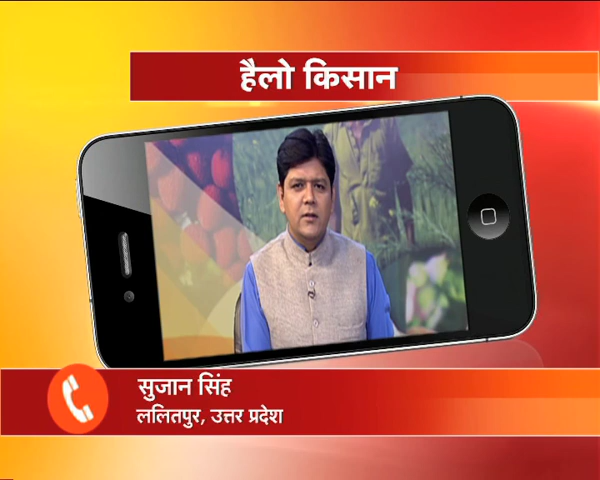 हैलो किसान
सुजान सिंह
ललितपुर, उत्तर प्रदेश